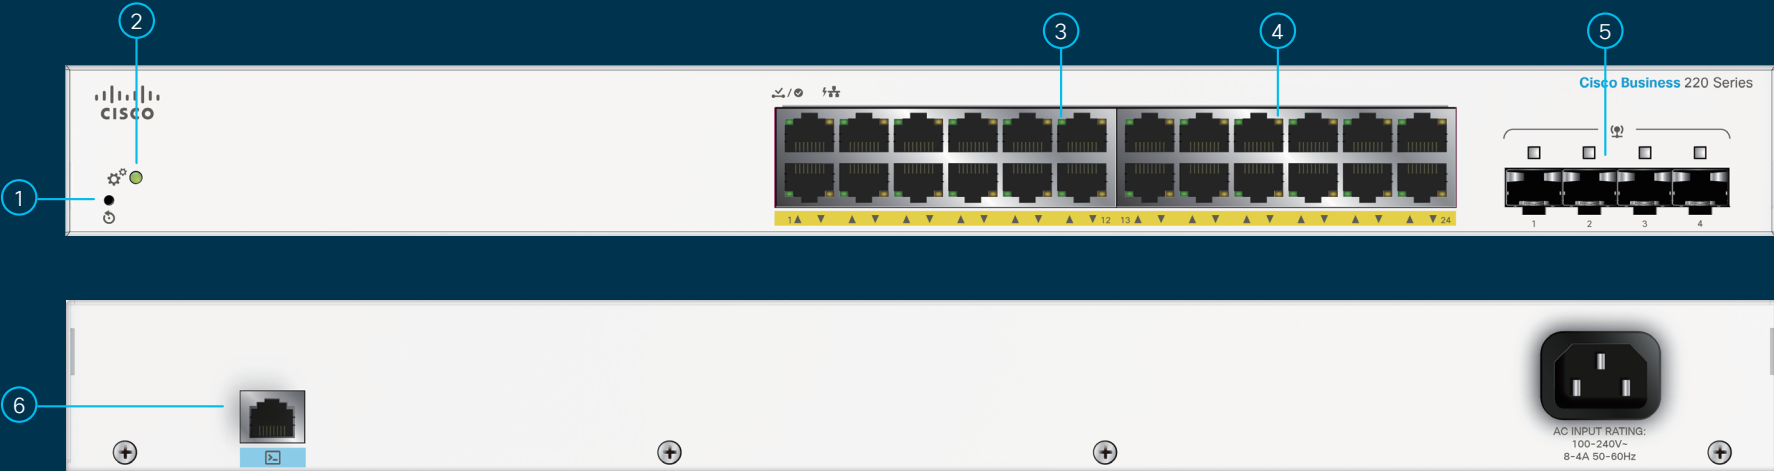 2
3
4
5
Cisco Business 220 Series
CISCO
1
1 12 13 24
1 2 3 4
6
AC INPUT RATING:
100-240V~
8-4A 50-60Hz